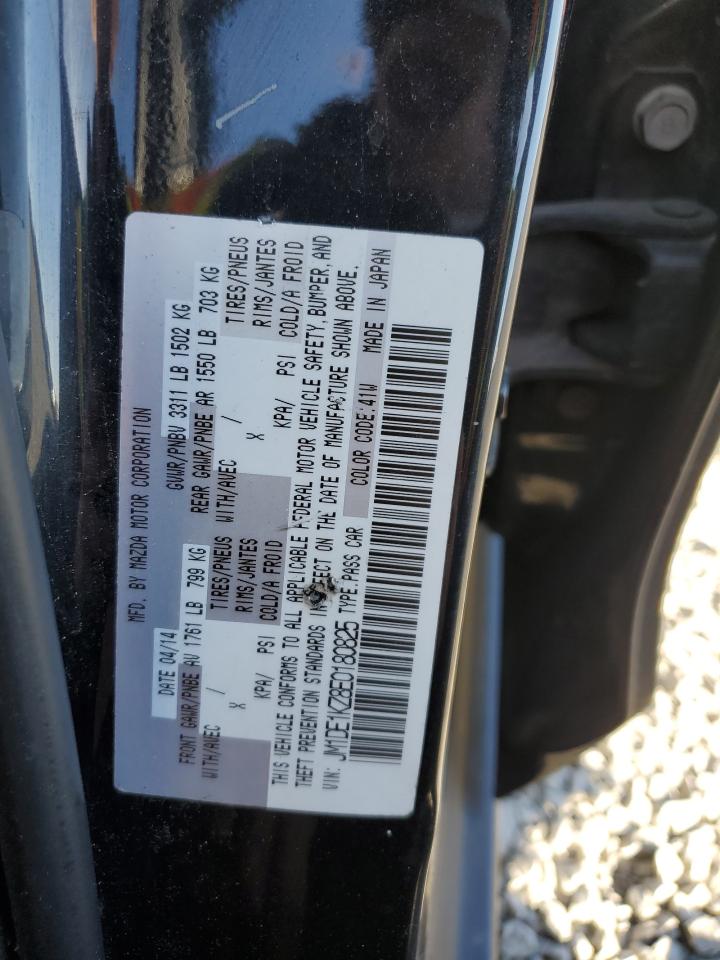 MFD. BY MAZDA MOTOR CORPORATION
DATE 04/14 GVWR/PNBV 3311 LB 1502 KG
FRONT GAWR/PNBE AV 1761 LB 799 KG REAR GAWR/PNBE AR 1550 LB 703 KG
WITH/AVEC / TIRES/PNEUS WITH/AVEC / TIRES/PNEUS
X RIMS/JANTES X RIMS/JANTES
KPA/ PSI COLD/A FROID KPA/ PSI COLD/A FROID
THIS VEHICLE CONFORMS TO ALL APPLICABLE FEDERAL MOTOR VEHICLE SAFETY, BUMPER, AND
THEFT PREVENTION STANDARDS IN EFFECT ON THE DATE OF MANUFACTURE SHOWN ABOVE.
VIN: JM1DE1KZ8E0180825 TYPE:PASS CAR COLOR CODE:41W MADE IN JAPAN